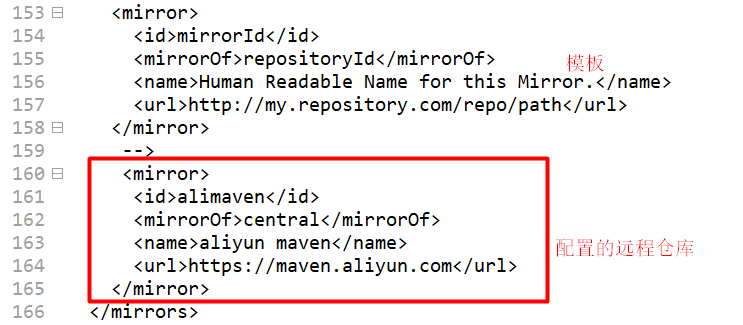 153 <mirror>
154 <id>mirrorId</id>
155 <mirrorOf>repositoryId</mirrorOf>
模板
156 <name>Human Readable Name for this Mirror.</name>
157 <url>http://my.repository.com/repo/path</url>
158 </mirror>
159 -->
160 <mirror>
161 <id>alimaven</id>
162 <mirrorOf>central</mirrorOf>
163 <name>aliyun maven</name>
配置的远程仓库
164 <url>https://maven.aliyun.com</url>
165 </mirror>
166 </mirrors>